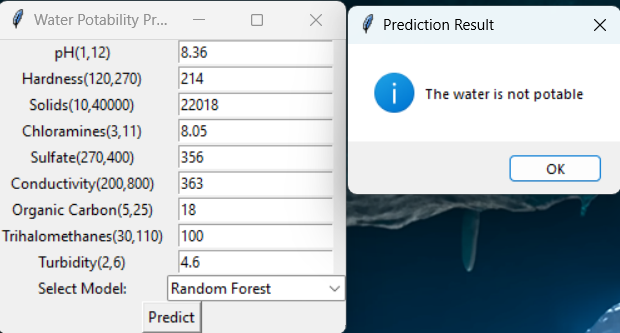 Water Potability Pr...
pH(1,12) 8.36
Hardness(120,270) 214
Solids(10,40000) 22018
Chloramines(3,11) 8.05
Sulfate(270,400) 356
Conductivity(200,800) 363
Organic Carbon(5,25) 18
Trihalomethanes(30,110) 100
Turbidity(2,6) 4.6
Select Model: Random Forest
Predict
Prediction Result
The water is not potable
OK